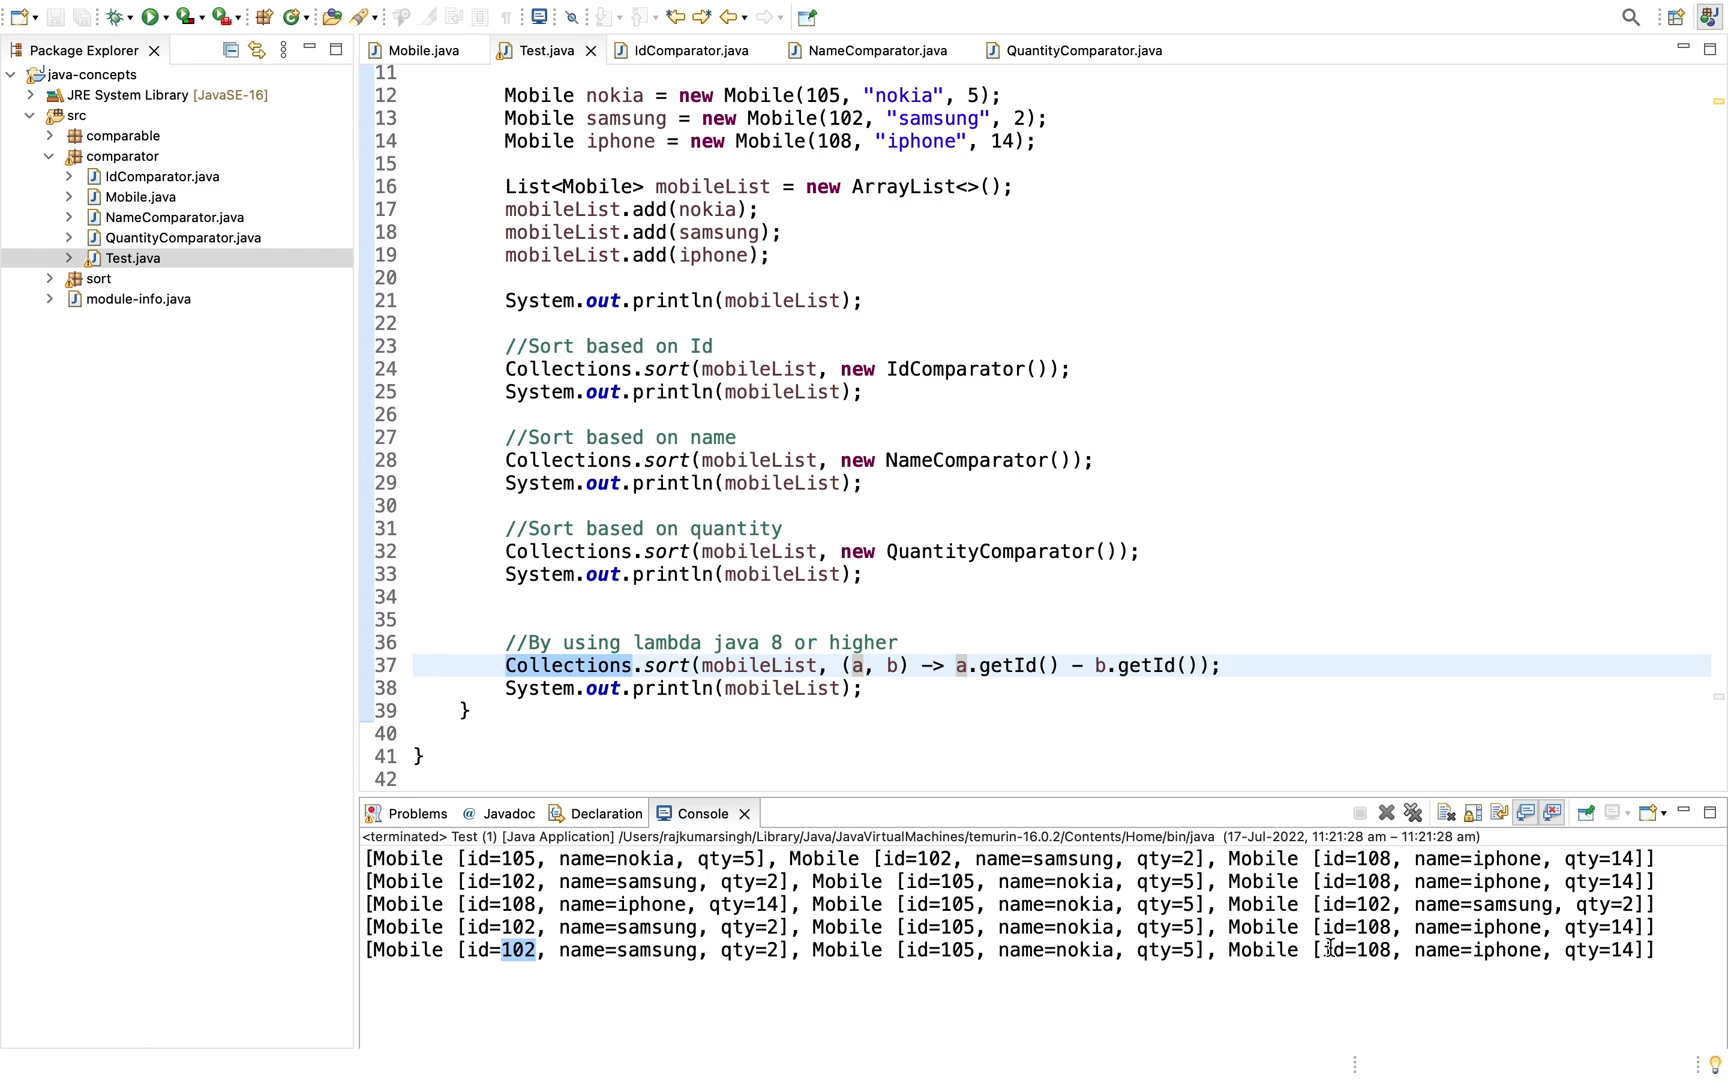 Package Explorer
java-concepts
JRE System Library [JavaSE-16]
src
comparable
comparator
IdComparator.java
Mobile.java
NameComparator.java
QuantityComparator.java
Test.java
sort
module-info.java
Mobile.java Test.java IdComparator.java NameComparator.java QuantityComparator.java
11
12 Mobile nokia = new Mobile(105, "nokia", 5);
13 Mobile samsung = new Mobile(102, "samsung", 2);
14 Mobile iphone = new Mobile(108, "iphone", 14);
15
16 List<Mobile> mobileList = new ArrayList<>();
17 mobileList.add(nokia);
18 mobileList.add(samsung);
19 mobileList.add(iphone);
20
21 System.out.println(mobileList);
22
23 //Sort based on Id
24 Collections.sort(mobileList, new IdComparator());
25 System.out.println(mobileList);
26
27 //Sort based on name
28 Collections.sort(mobileList, new NameComparator());
29 System.out.println(mobileList);
30
31 //Sort based on quantity
32 Collections.sort(mobileList, new QuantityComparator());
33 System.out.println(mobileList);
34
35
36 //By using lambda java 8 or higher
37 Collections.sort(mobileList, (a, b) -> a.getId() - b.getId());
38 System.out.println(mobileList);
39 }
40
41 }
42
Problems @ Javadoc Declaration Console
<terminated> Test (1) [Java Application] /Users/rajkumarsingh/Library/Java/JavaVirtualMachines/temurin-16.0.2/Contents/Home/bin/java (17-Jul-2022, 11:21:28 am – 11:21:28 am)
[Mobile [id=105, name=nokia, qty=5], Mobile [id=102, name=samsung, qty=2], Mobile [id=108, name=iphone, qty=14]]
[Mobile [id=102, name=samsung, qty=2], Mobile [id=105, name=nokia, qty=5], Mobile [id=108, name=iphone, qty=14]]
[Mobile [id=108, name=iphone, qty=14], Mobile [id=105, name=nokia, qty=5], Mobile [id=102, name=samsung, qty=2]]
[Mobile [id=102, name=samsung, qty=2], Mobile [id=105, name=nokia, qty=5], Mobile [id=108, name=iphone, qty=14]]
[Mobile [id=102, name=samsung, qty=2], Mobile [id=105, name=nokia, qty=5], Mobile [id=108, name=iphone, qty=14]]